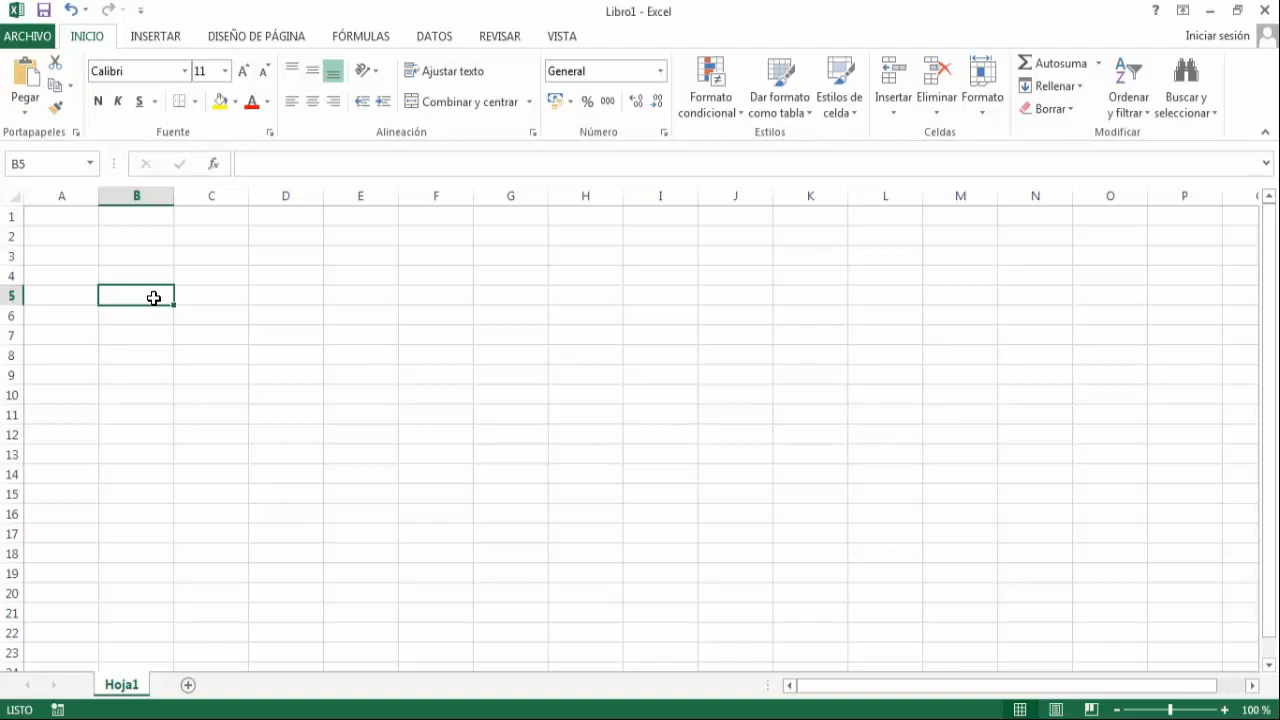 Libro1 - Excel
?
ARCHIVO INICIO INSERTAR DISEÑO DE PÁGINA FÓRMULAS DATOS REVISAR VISTA Iniciar sesión
Pegar
Portapapeles
Calibri 11
N K S
Fuente
Ajustar texto
Combinar y centrar
Alineación
General
% 000
Número
Formato condicional
Dar formato como tabla
Estilos de celda
Estilos
Insertar Eliminar Formato
Celdas
Autosuma
Rellenar
Borrar
Ordenar y filtrar
Buscar y seleccionar
Modificar
B5 fx
A B C D E F G H I J K L M N O P
1
2
3
4
5
6
7
8
9
10
11
12
13
14
15
16
17
18
19
20
21
22
23
Hoja1
LISTO 100 %